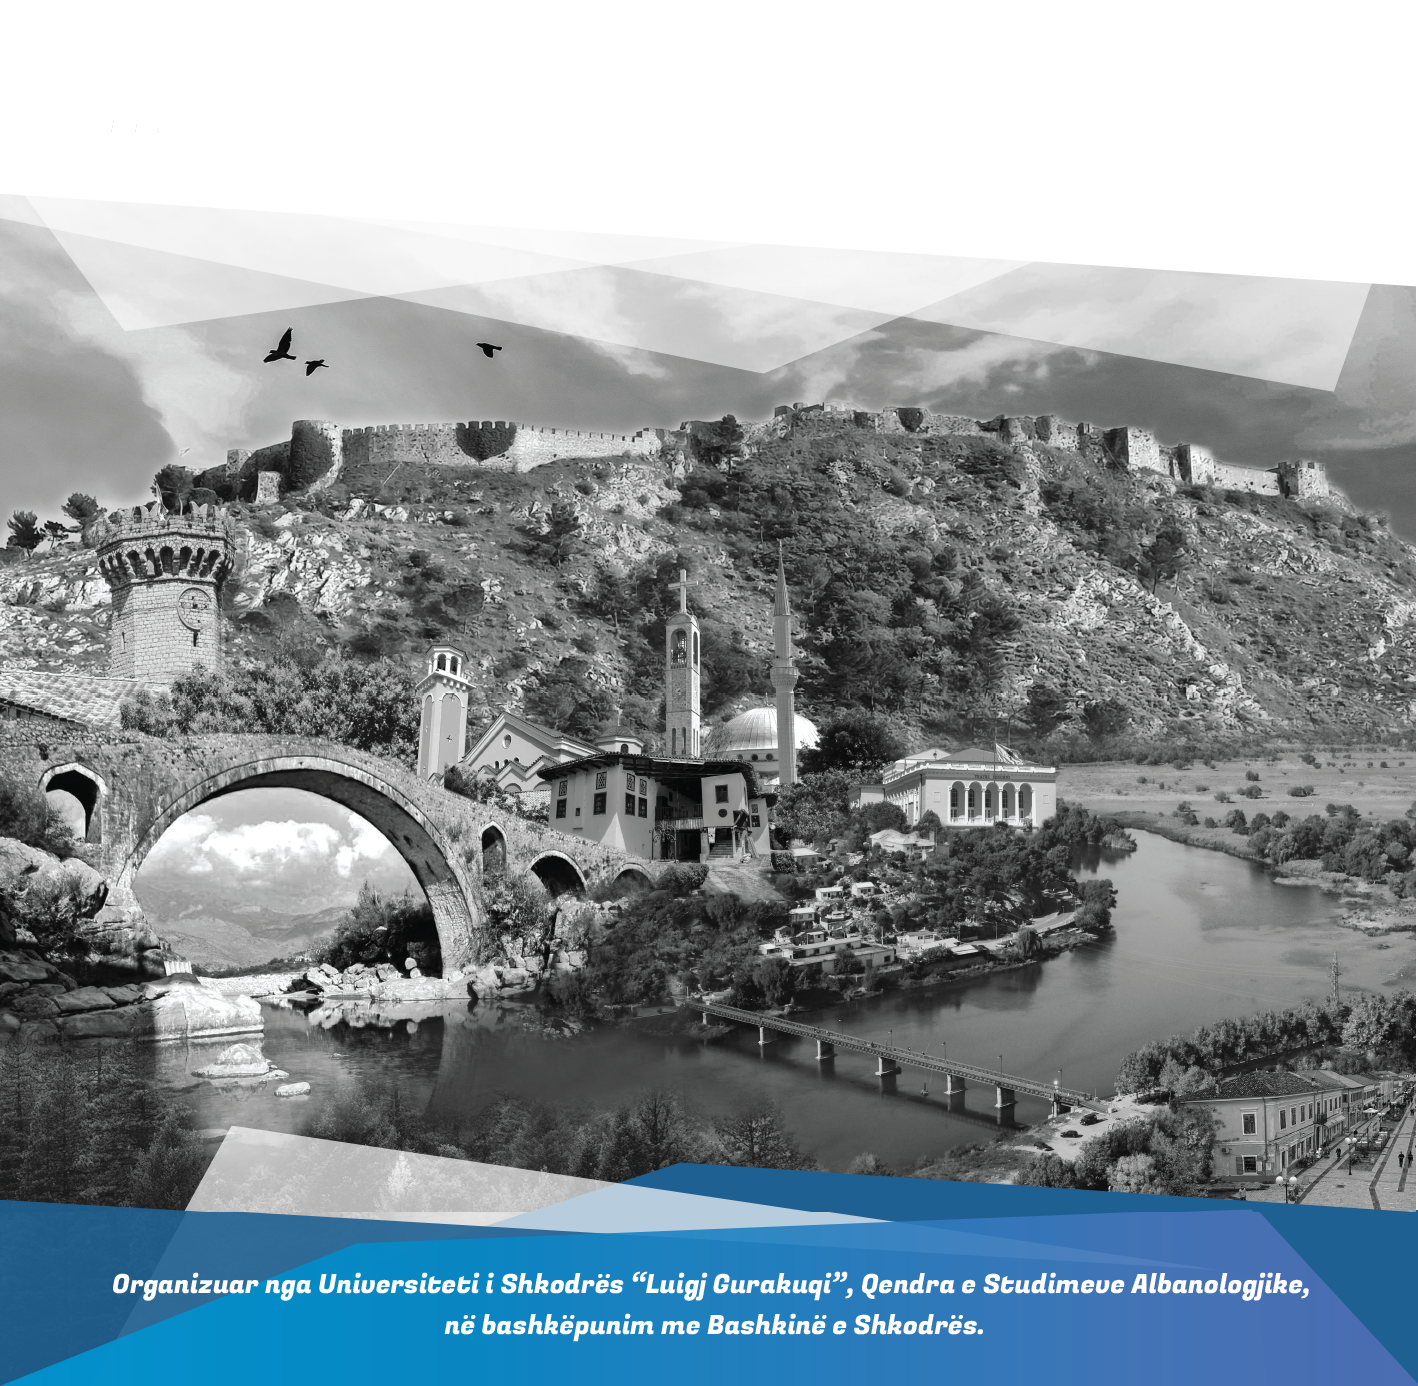 Organizuar nga Universiteti i Shkodrës “Luigj Gurakuqi”, Qendra e Studimeve Albanologjike,
në bashkëpunim me Bashkinë e Shkodrës.